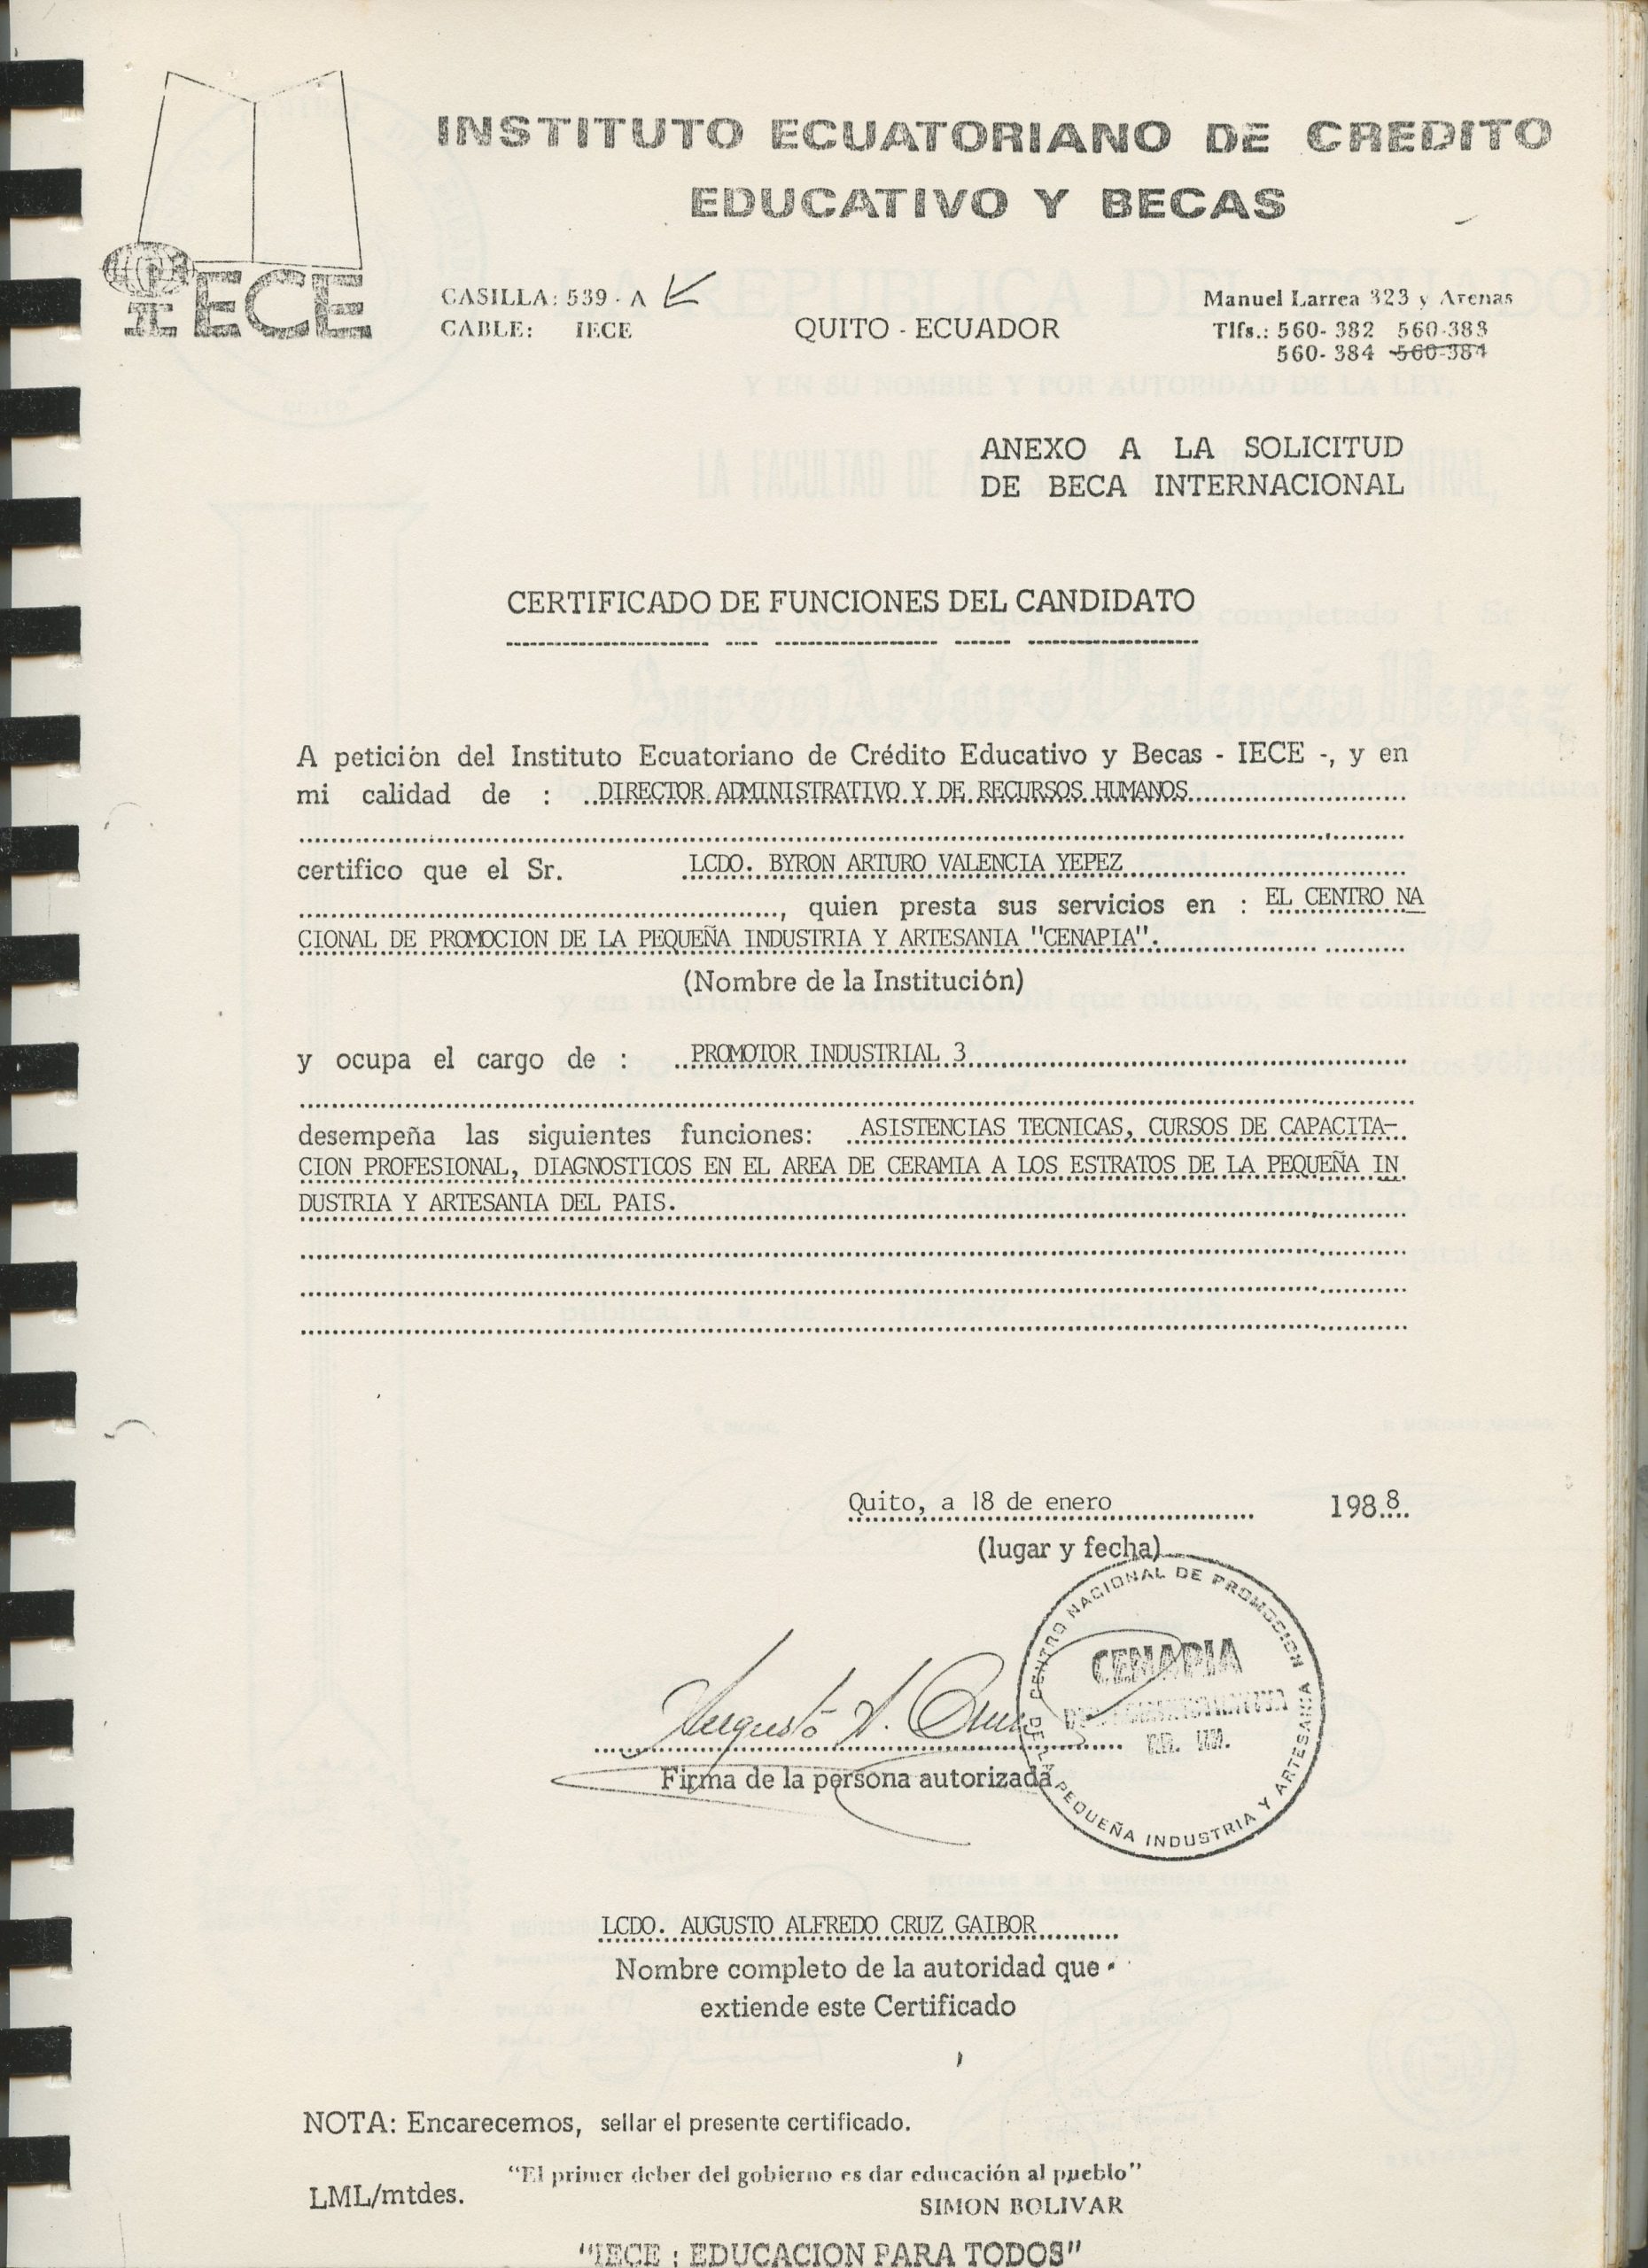 INSTITUTO ECUATORIANO DE CREDITO
EDUCATIVO Y BECAS
IECE
CASILLA: 539 - A
CABLE: IECE
QUITO - ECUADOR
Manuel Larrea 323 y Arenas
Tlfs.: 560- 382 560-383
560- 384 560-384
ANEXO A LA SOLICITUD
DE BECA INTERNACIONAL
CERTIFICADO DE FUNCIONES DEL CANDIDATO
A petición del Instituto Ecuatoriano de Crédito Educativo y Becas - IECE -, y en
mi calidad de : DIRECTOR ADMINISTRATIVO Y DE RECURSOS HUMANOS
certifico que el Sr. LCDO. BYRON ARTURO VALENCIA YEPEZ
, quien presta sus servicios en : EL CENTRO NA
CIONAL DE PROMOCION DE LA PEQUEÑA INDUSTRIA Y ARTESANIA "CENAPIA".
(Nombre de la Institución)
y ocupa el cargo de : PROMOTOR INDUSTRIAL 3
desempeña las siguientes funciones: ASISTENCIAS TECNICAS, CURSOS DE CAPACITA-
CION PROFESIONAL, DIAGNOSTICOS EN EL AREA DE CERAMIA A LOS ESTRATOS DE LA PEQUEÑA IN
DUSTRIA Y ARTESANIA DEL PAIS.
Quito, a 18 de enero 1988
(lugar y fecha)
CENTRO NACIONAL DE PROMOCION
CENAPIA
DE LA PEQUEÑA INDUSTRIA Y ARTESANIA
Augusto A. Cruz
Firma de la persona autorizada
LCDO. AUGUSTO ALFREDO CRUZ GAIBOR
Nombre completo de la autoridad que
extiende este Certificado
NOTA: Encarecemos, sellar el presente certificado.
"El primer deber del gobierno es dar educación al pueblo"
LML/mtdes.
SIMON BOLIVAR
"IECE : EDUCACION PARA TODOS"